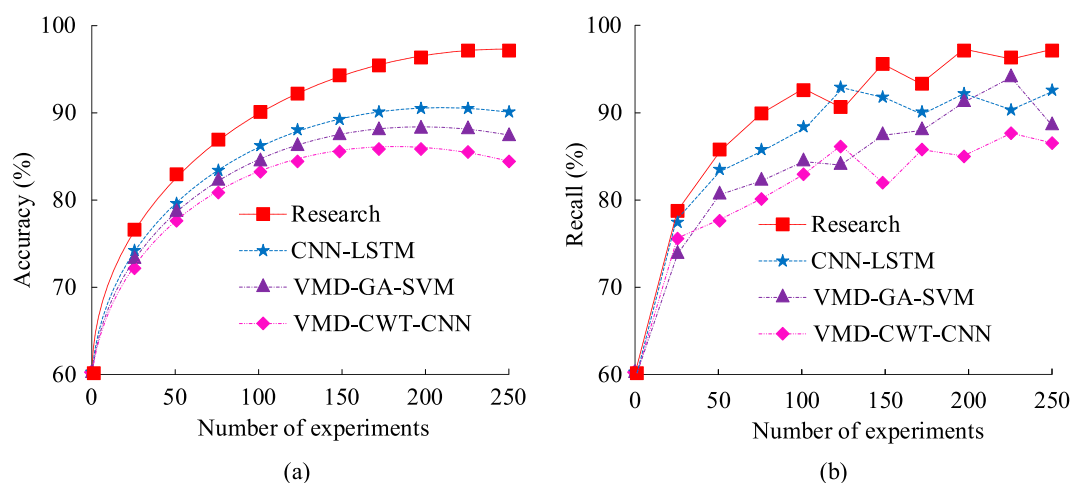 100
90
80
70
60
Accuracy (%)
Research
CNN-LSTM
VMD-GA-SVM
VMD-CWT-CNN
0
50
100
150
200
250
Number of experiments
(a)
100
90
80
70
60
Recall (%)
Research
CNN-LSTM
VMD-GA-SVM
VMD-CWT-CNN
0
50
100
150
200
250
Number of experiments
(b)